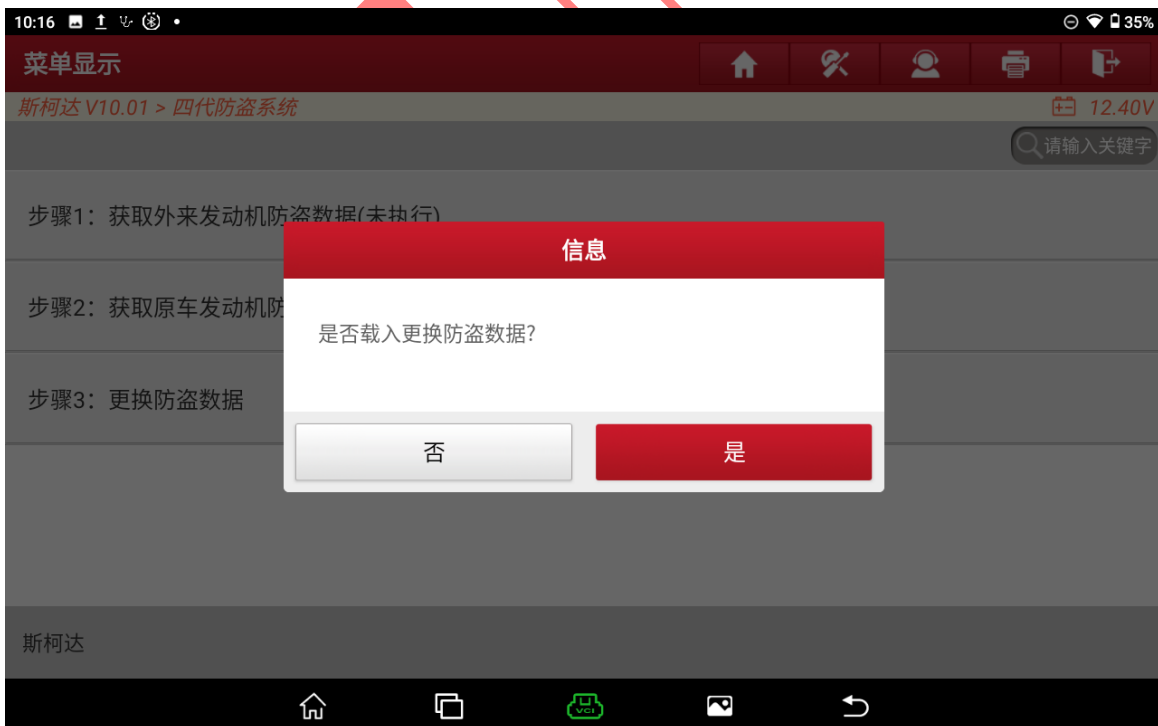 10:16
35%
菜单显示
斯柯达 V10.01 > 四代防盗系统
12.40V
请输入关键字
步骤1：获取外来发动机防盗数据(未执行)
信息
步骤2：获取原车发动机防
是否载入更换防盗数据?
步骤3：更换防盗数据
否
是
斯柯达
VCI